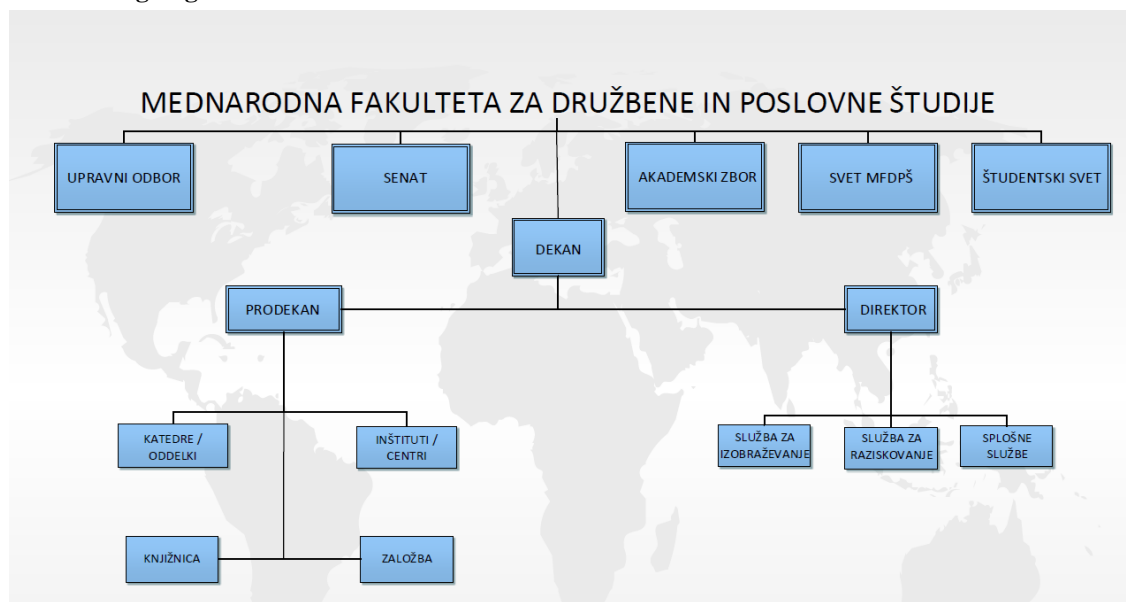 MEDNARODNA FAKULTETA ZA DRUŽBENE IN POSLOVNE ŠTUDIJE
UPRAVNI ODBOR
SENAT
AKADEMSKI ZBOR
SVET MFDPŠ
ŠTUDENTSKI SVET
DEKAN
PRODEKAN
DIREKTOR
KATEDRE /
ODDELKI
INŠTITUTI /
CENTRI
SLUŽBA ZA
IZOBRAŽEVANJE
SLUŽBA ZA
RAZISKOVANJE
SPLOŠNE
SLUŽBE
KNJIŽNICA
ZALOŽBA